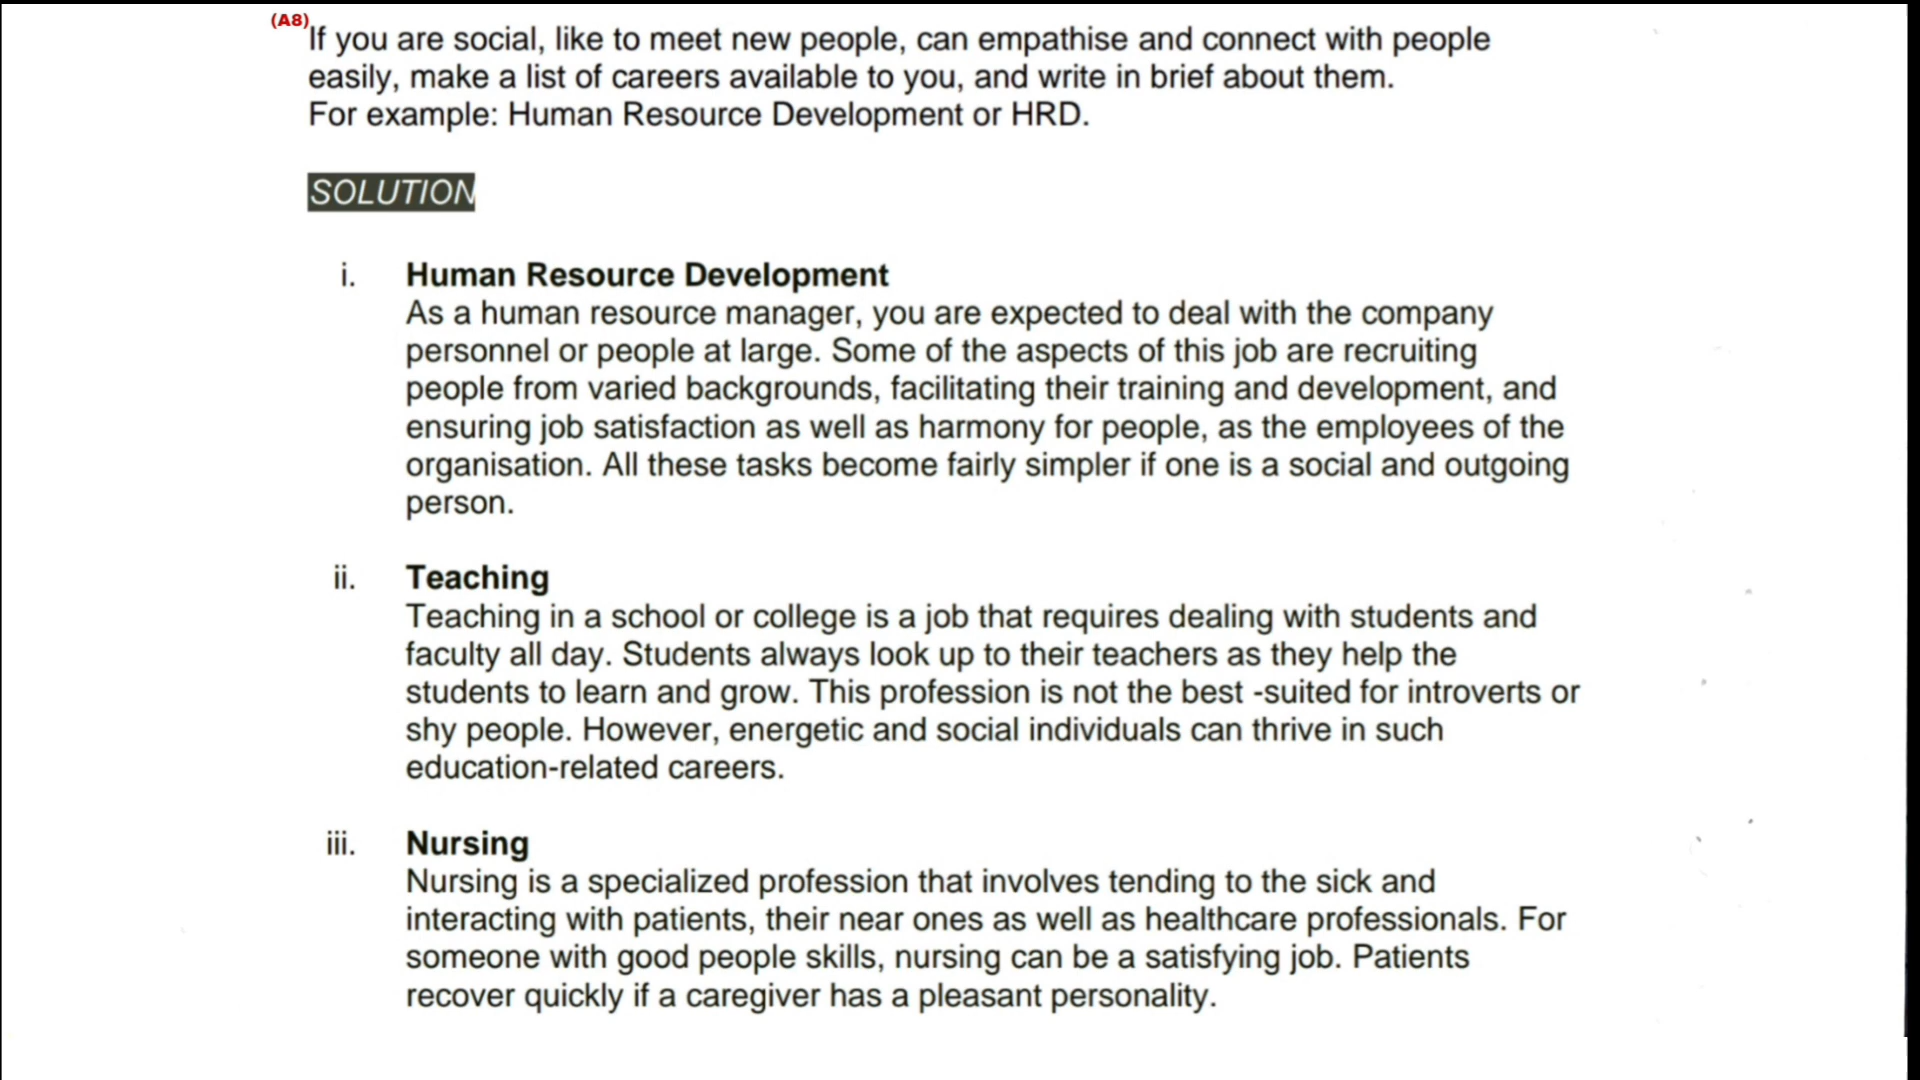 (A8)
If you are social, like to meet new people, can empathise and connect with people
easily, make a list of careers available to you, and write in brief about them.
For example: Human Resource Development or HRD.
SOLUTION
i. Human Resource Development
As a human resource manager, you are expected to deal with the company
personnel or people at large. Some of the aspects of this job are recruiting
people from varied backgrounds, facilitating their training and development, and
ensuring job satisfaction as well as harmony for people, as the employees of the
organisation. All these tasks become fairly simpler if one is a social and outgoing
person.
ii. Teaching
Teaching in a school or college is a job that requires dealing with students and
faculty all day. Students always look up to their teachers as they help the
students to learn and grow. This profession is not the best -suited for introverts or
shy people. However, energetic and social individuals can thrive in such
education-related careers.
iii. Nursing
Nursing is a specialized profession that involves tending to the sick and
interacting with patients, their near ones as well as healthcare professionals. For
someone with good people skills, nursing can be a satisfying job. Patients
recover quickly if a caregiver has a pleasant personality.